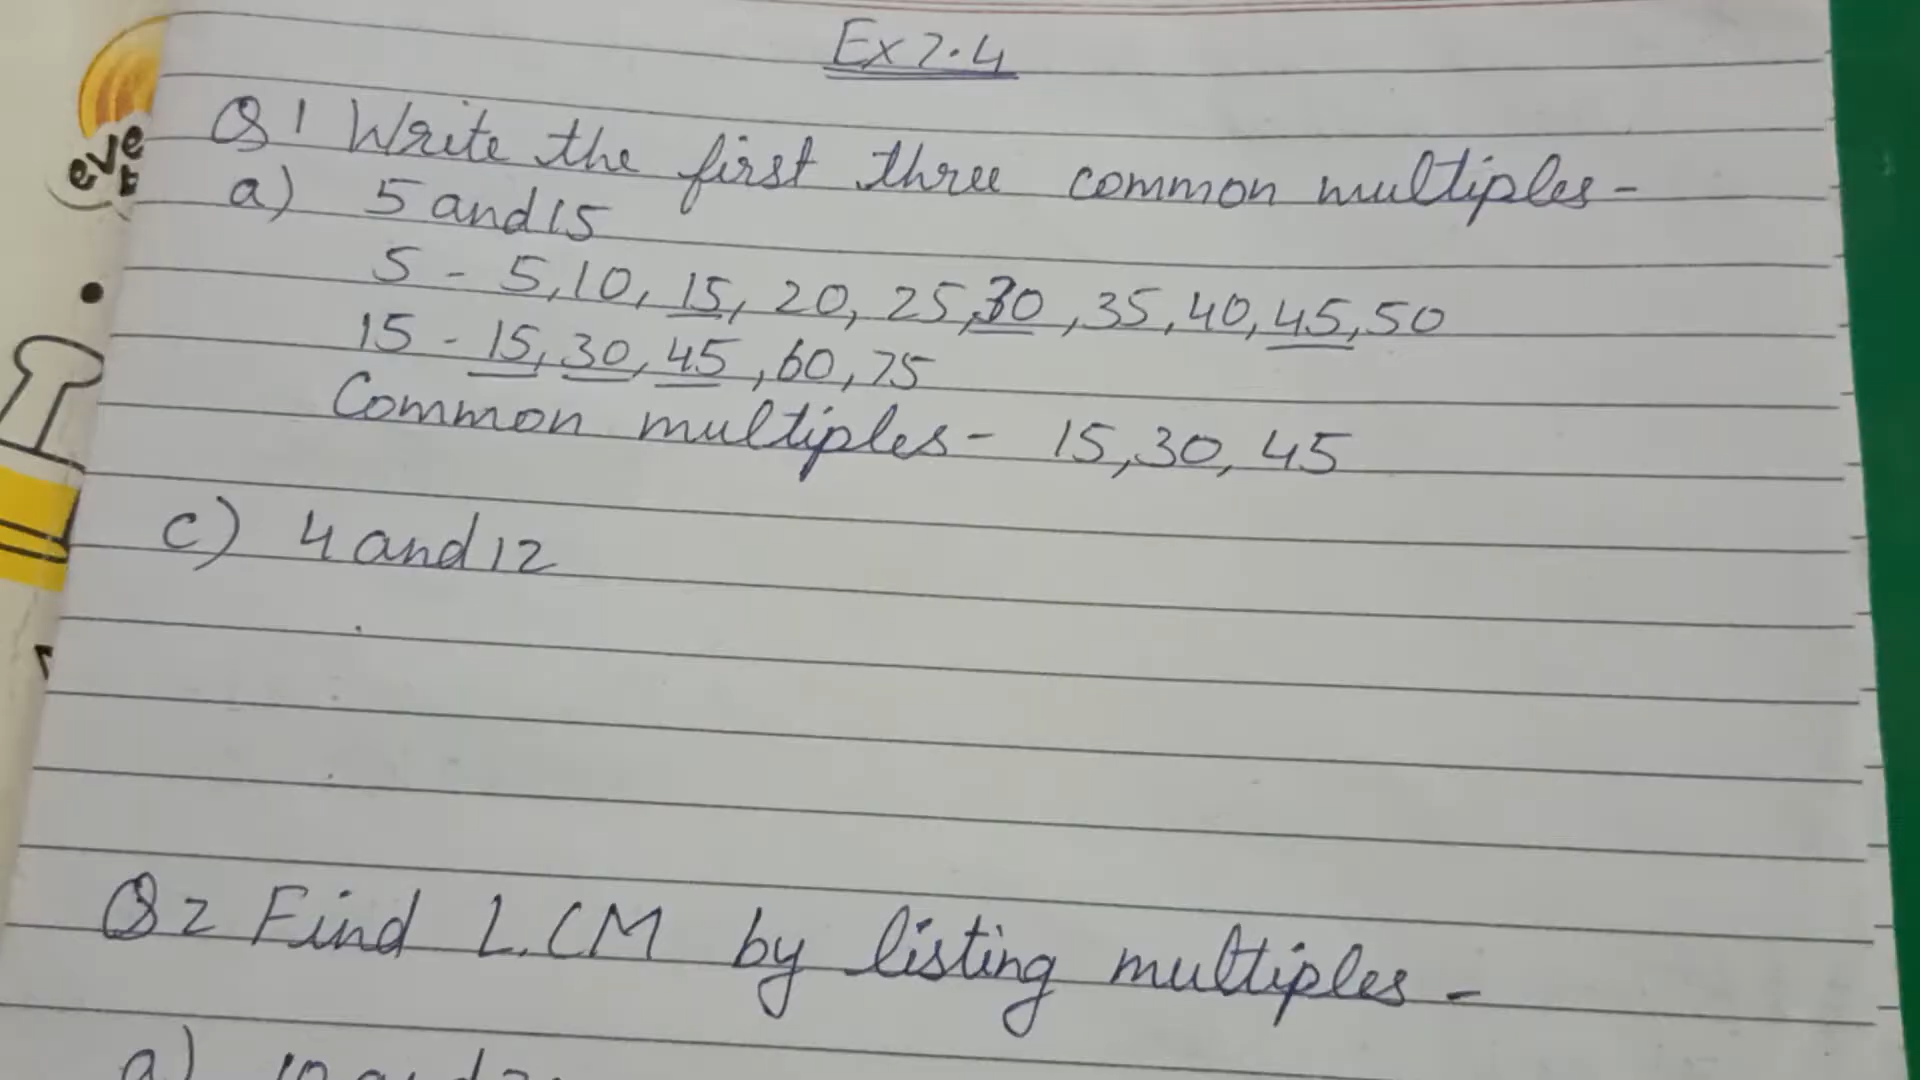 Ex 2.4
Q1 Write the first three common multiples-
a) 5 and 15
5 - 5, 10, 15, 20, 25, 30, 35, 40, 45, 50
15 - 15, 30, 45, 60, 75
Common multiples - 15, 30, 45
c) 4 and 12
Q2 Find L.CM by listing multiples -
a) 10 and